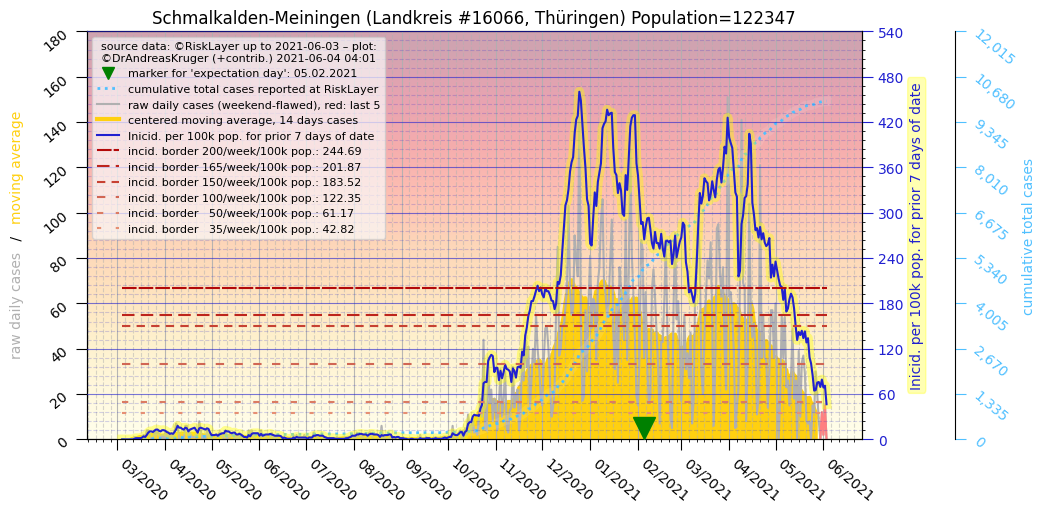 Schmalkalden-Meiningen (Landkreis #16066, Thüringen) Population=122347
source data: ©RiskLayer up to 2021-06-03 – plot:
©DrAndreasKruger (+contrib.) 2021-06-04 04:01
marker for 'expectation day': 05.02.2021
cumulative total cases reported at RiskLayer
raw daily cases (weekend-flawed), red: last 5
centered moving average, 14 days cases
Inicid. per 100k pop. for prior 7 days of date
incid. border 200/week/100k pop.: 244.69
incid. border 165/week/100k pop.: 201.87
incid. border 150/week/100k pop.: 183.52
incid. border 100/week/100k pop.: 122.35
incid. border   50/week/100k pop.: 61.17
incid. border   35/week/100k pop.: 42.82
raw daily cases   /   moving average
180
160
140
120
100
80
60
40
20
0
03/2020
04/2020
05/2020
06/2020
07/2020
08/2020
09/2020
10/2020
11/2020
12/2020
01/2021
02/2021
03/2021
04/2021
05/2021
06/2021
540
480
420
360
300
240
180
120
60
0
Inicid. per 100k pop. for prior 7 days of date
12,015
10,680
9,345
8,010
6,675
5,340
4,005
2,670
1,335
0
cumulative total cases